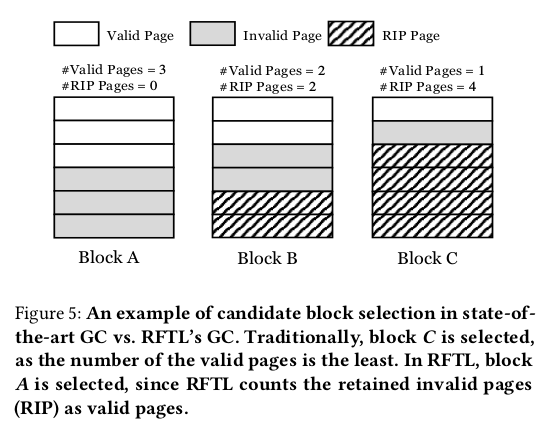 Valid Page Invalid Page RIP Page
#Valid Pages = 3 #Valid Pages = 2 #Valid Pages = 1
#RIP Pages = 0 #RIP Pages = 2 #RIP Pages = 4
Block A Block B Block C
Figure 5: An example of candidate block selection in state-of-
the-art GC vs. RFTL's GC. Traditionally, block C is selected,
as the number of the valid pages is the least. In RFTL, block
A is selected, since RFTL counts the retained invalid pages
(RIP) as valid pages.